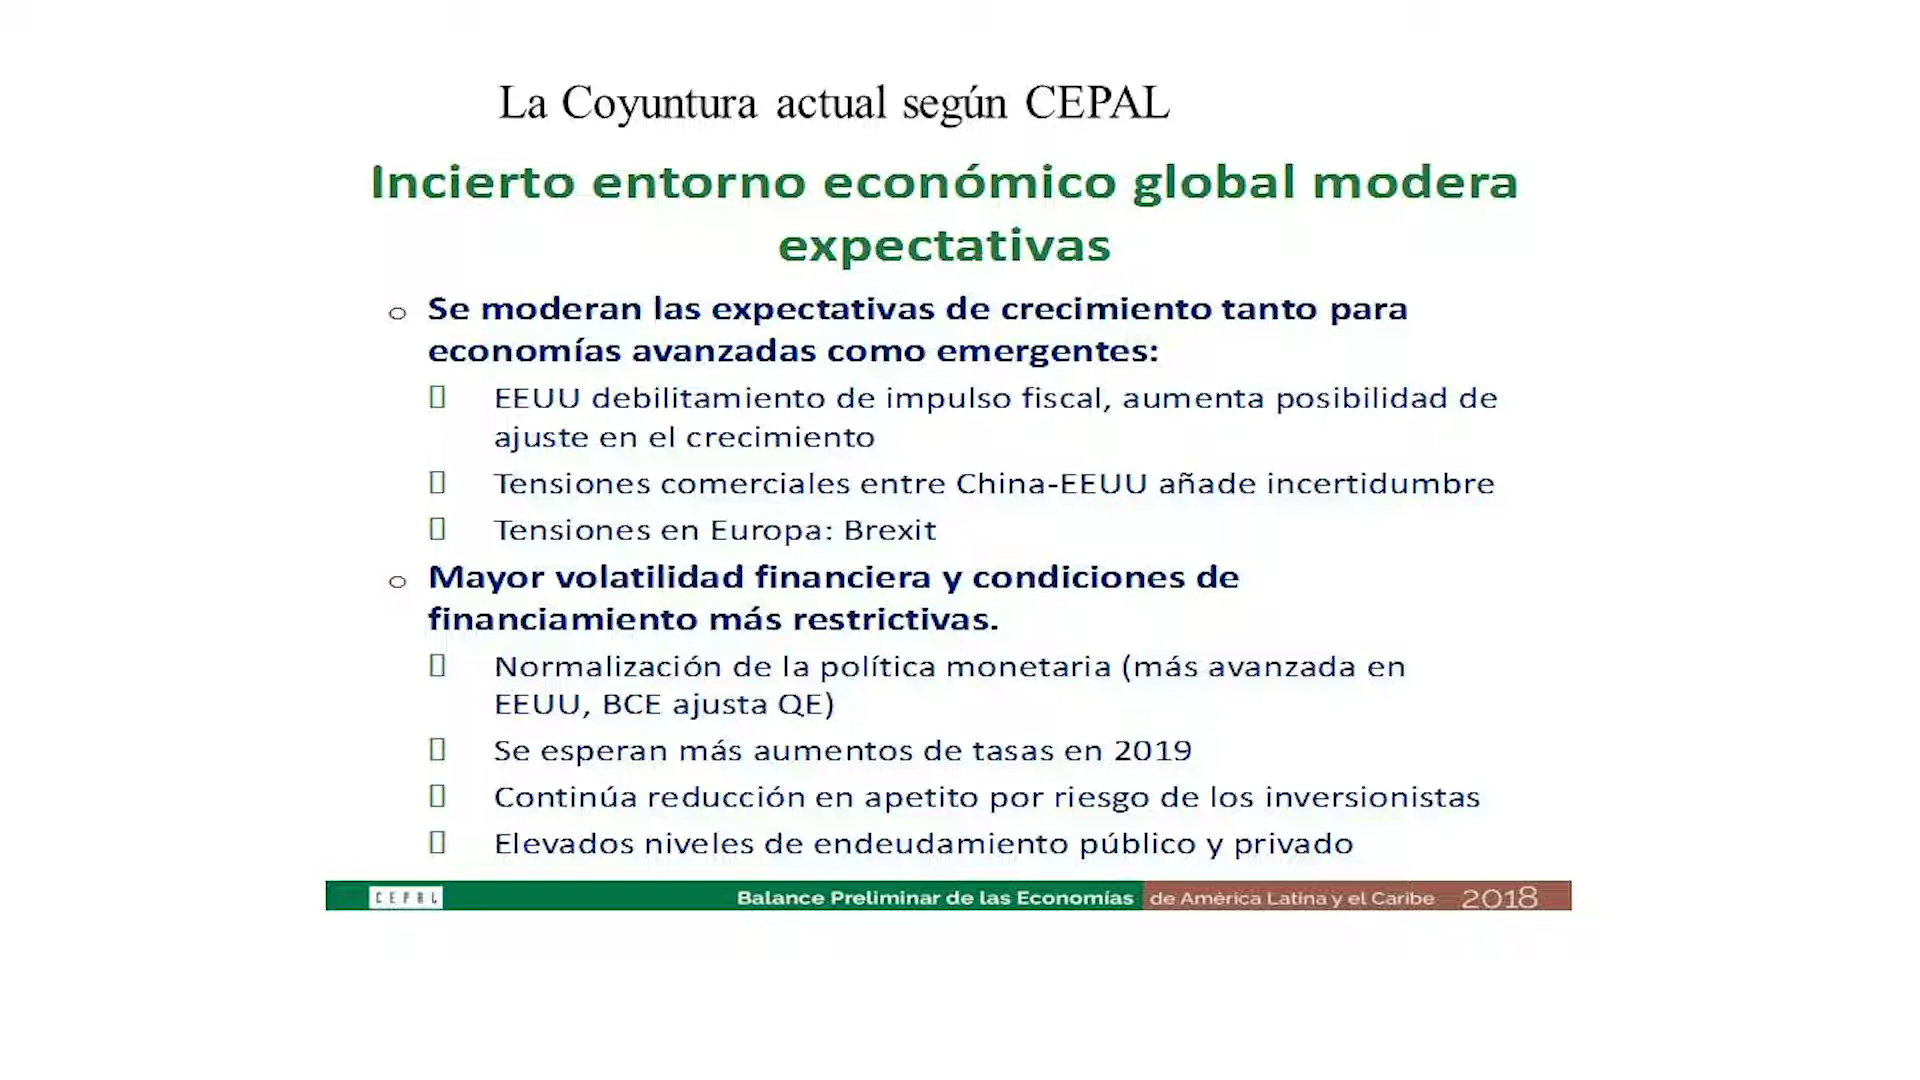 La Coyuntura actual según CEPAL
Incierto entorno económico global modera
expectativas
Se moderan las expectativas de crecimiento tanto para
economías avanzadas como emergentes:
EEUU debilitamiento de impulso fiscal, aumenta posibilidad de
ajuste en el crecimiento
Tensiones comerciales entre China-EEUU añade incertidumbre
Tensiones en Europa: Brexit
Mayor volatilidad financiera y condiciones de
financiamiento más restrictivas.
Normalización de la política monetaria (más avanzada en
EEUU, BCE ajusta QE)
Se esperan más aumentos de tasas en 2019
Continúa reducción en apetito por riesgo de los inversionistas
Elevados niveles de endeudamiento público y privado
CEPAL Balance Preliminar de las Economías de América Latina y el Caribe 2018